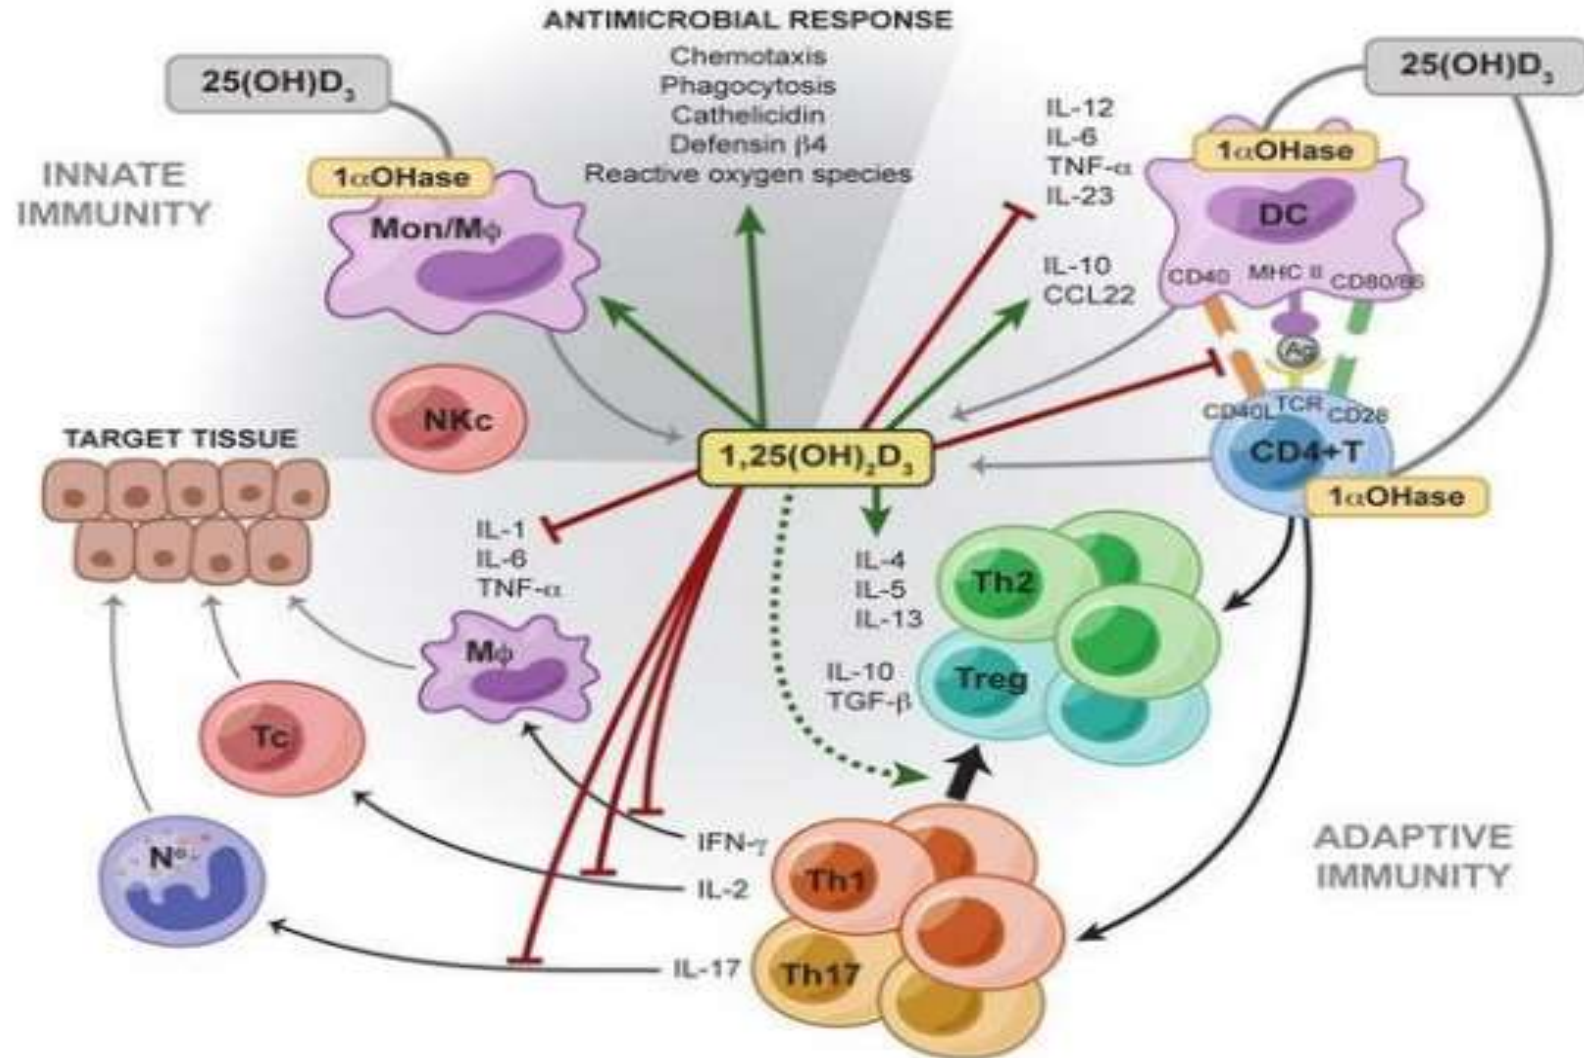 ANTIMICROBIAL RESPONSE
Chemotaxis
Phagocytosis
Cathelicidin
Defensin β4
Reactive oxygen species
25(OH)D₃
1αOHase
INNATE
IMMUNITY
Mon/Mϕ
NKc
IL-12
IL-6
TNF-α
IL-23
IL-10
CCL22
25(OH)D₃
1αOHase
DC
CD40
MHC II
CD80/86
Ag
CD40L
TCR
CD28
CD4+T
1αOHase
1,25(OH)₂D₃
TARGET TISSUE
IL-1
IL-6
TNF-α
Mϕ
Tc
N°
IL-4
IL-5
IL-13
Th2
IL-10
TGF-β
Treg
IFN-γ
IL-2
IL-17
Th1
Th17
ADAPTIVE
IMMUNITY